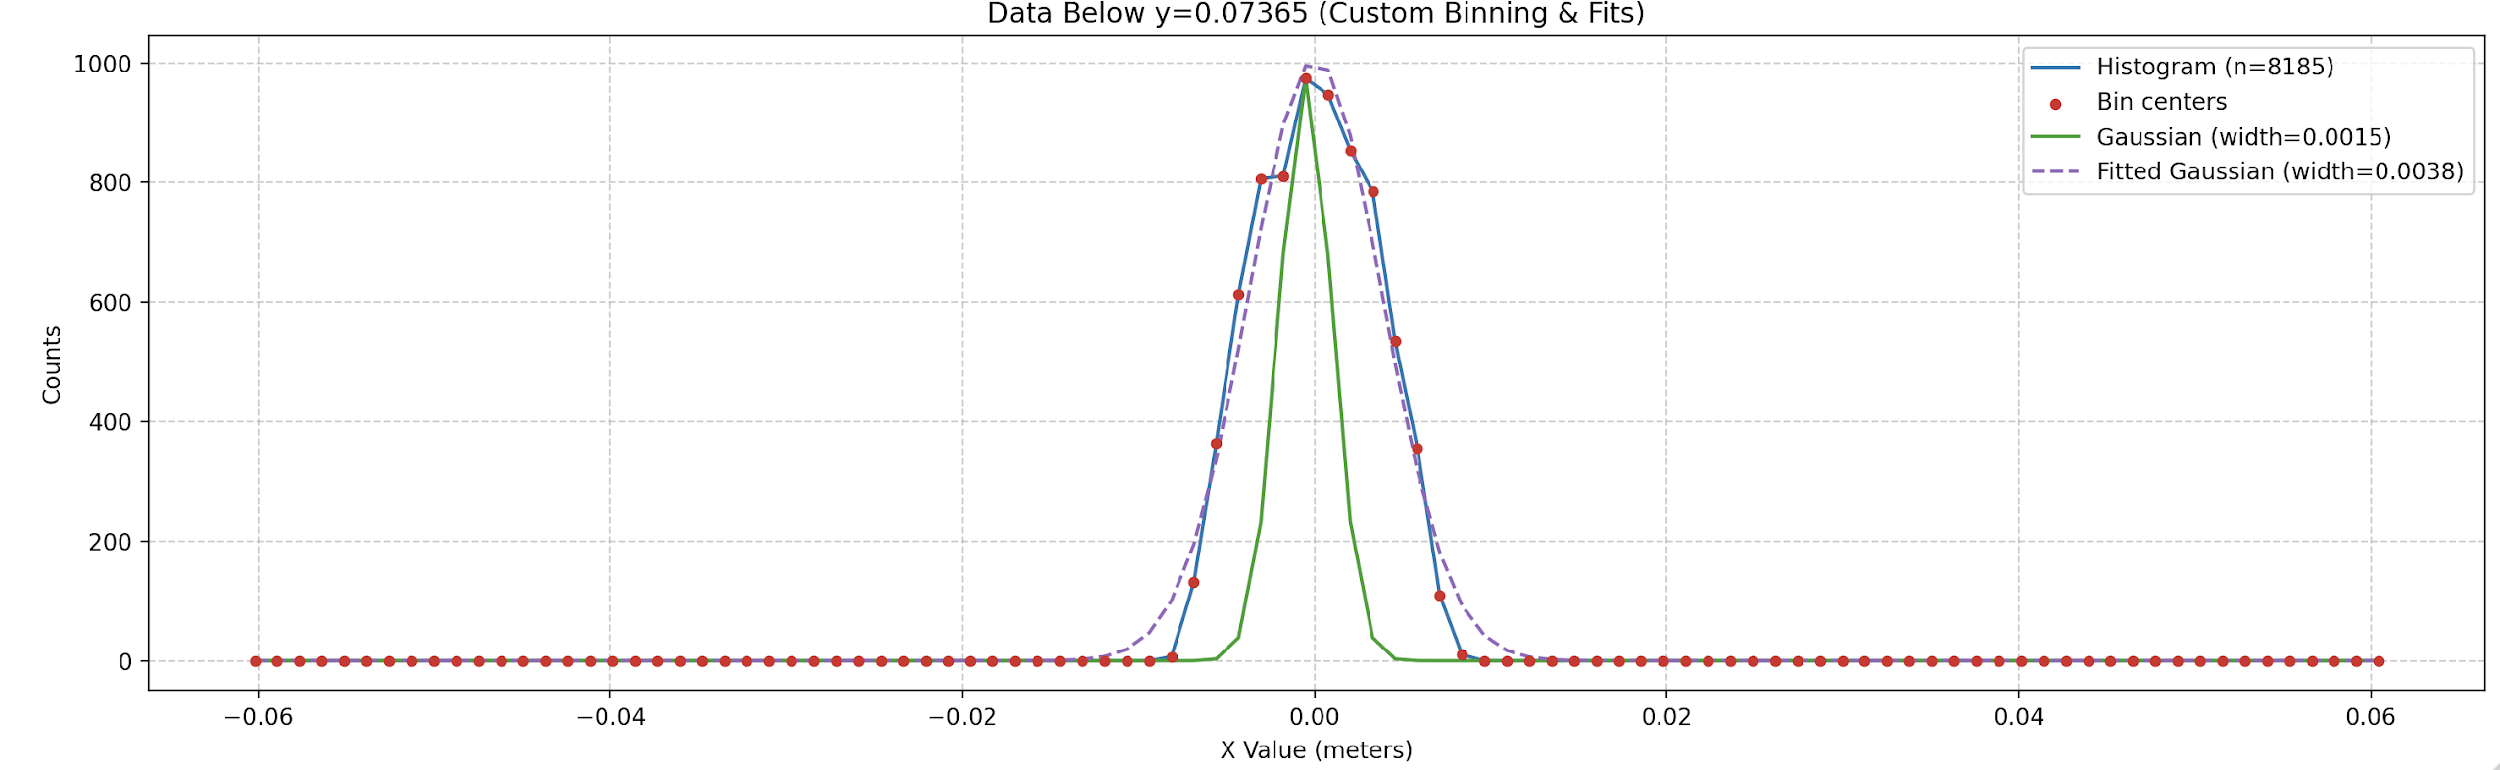 Data Below y=0.07365 (Custom Binning & Fits)
1000
800
600
400
200
0
Counts
Histogram (n=8185)
Bin centers
Gaussian (width=0.0015)
Fitted Gaussian (width=0.0038)
−0.06 −0.04 −0.02 0.00 0.02 0.04 0.06
X Value (meters)